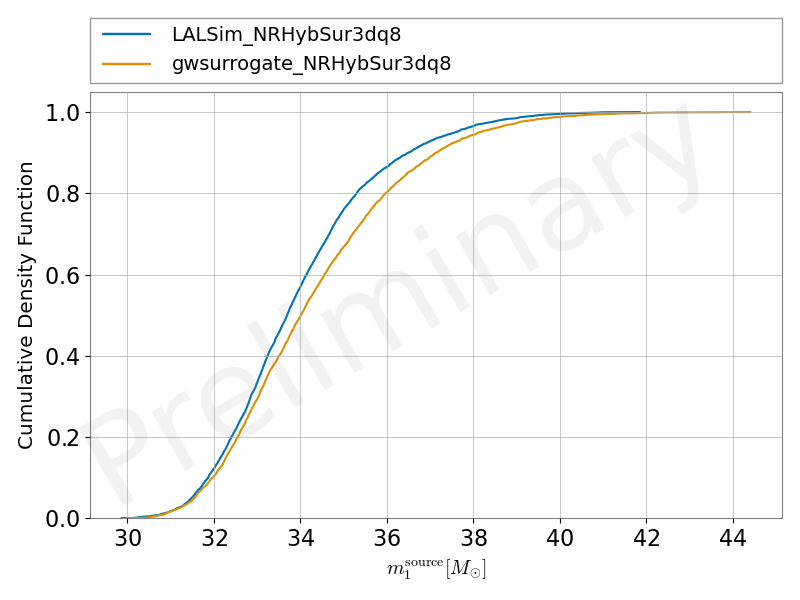 LALSim_NRHybSur3dq8
gwsurrogate_NRHybSur3dq8
1.0
0.8
0.6
0.4
0.2
0.0
Cumulative Density Function
Preliminary
30 32 34 36 38 40 42 44
m₁^source [M☉]